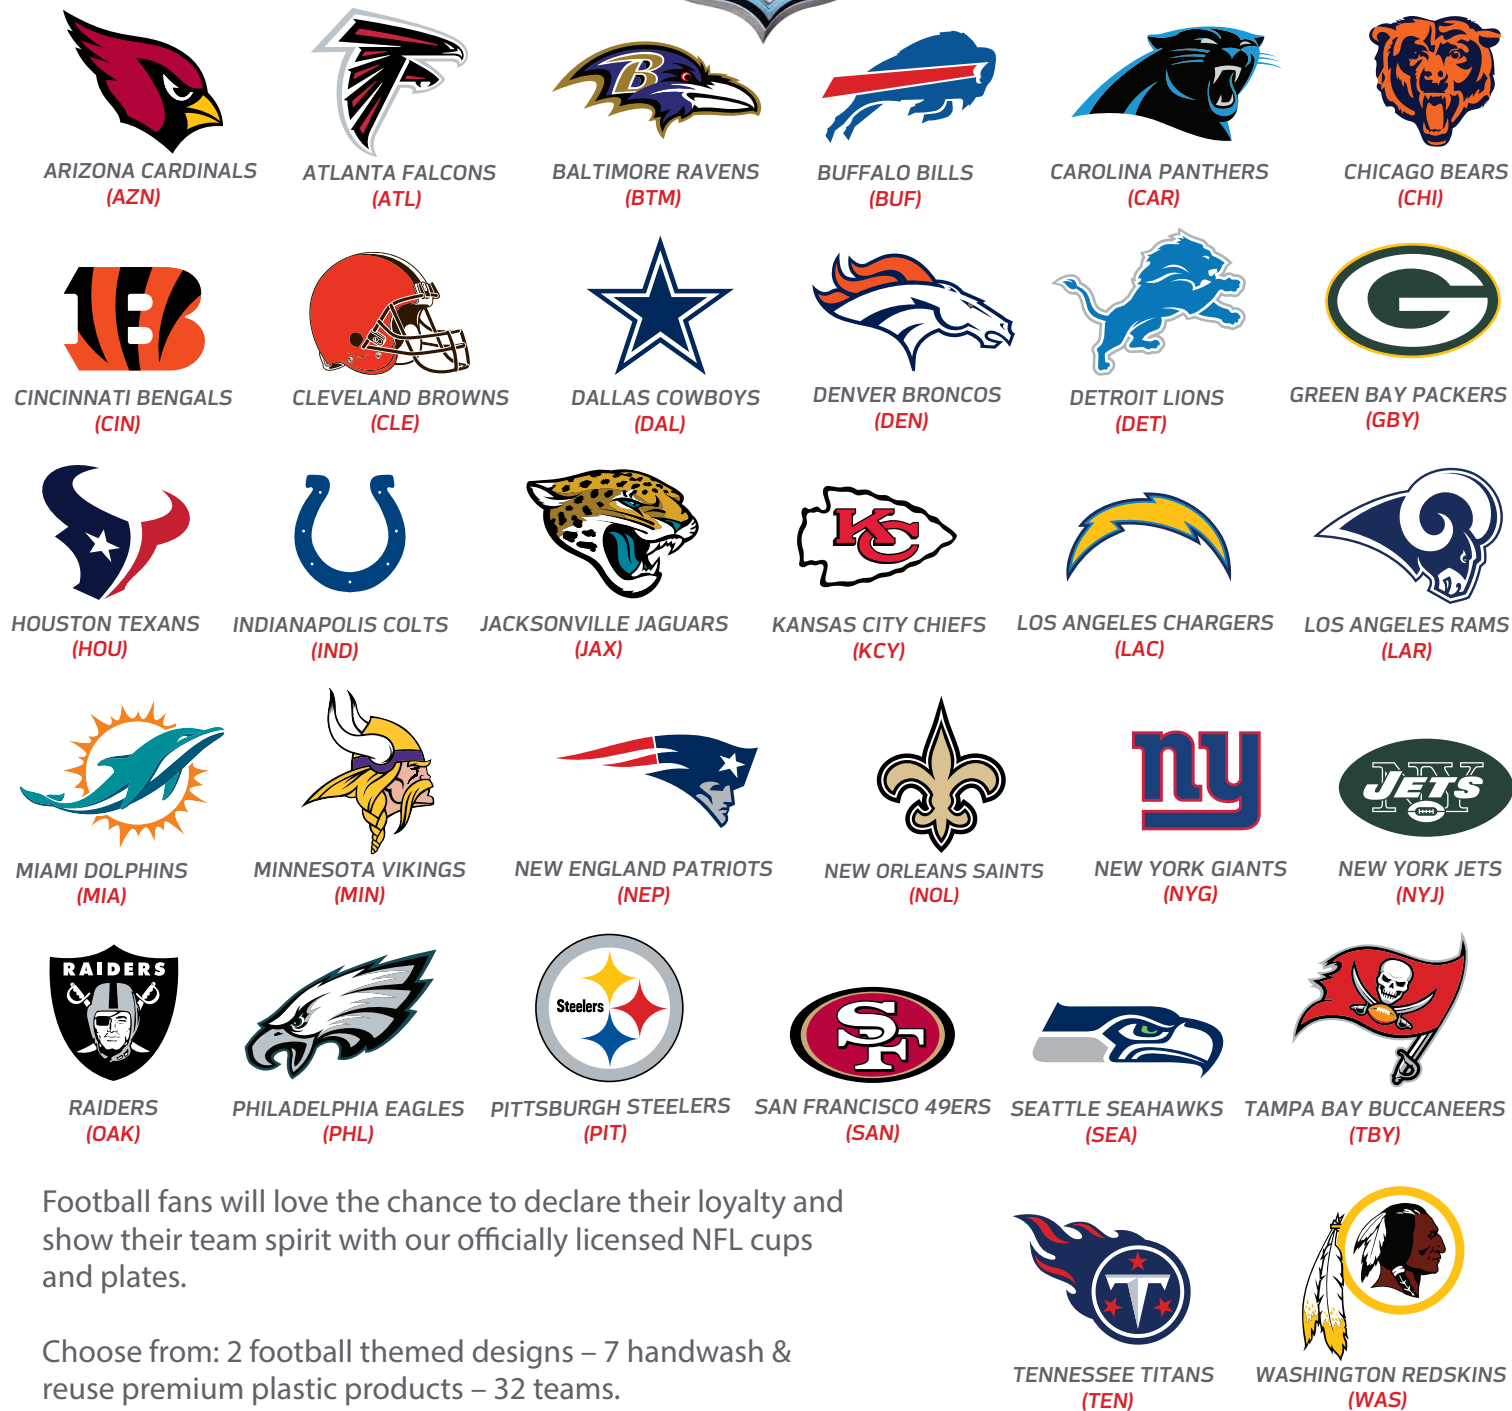 B
ARIZONA CARDINALS
(AZN)
ATLANTA FALCONS
(ATL)
BALTIMORE RAVENS
(BTM)
BUFFALO BILLS
(BUF)
CAROLINA PANTHERS
(CAR)
CHICAGO BEARS
(CHI)
B
G
CINCINNATI BENGALS
(CIN)
CLEVELAND BROWNS
(CLE)
DALLAS COWBOYS
(DAL)
DENVER BRONCOS
(DEN)
DETROIT LIONS
(DET)
GREEN BAY PACKERS
(GBY)
KC
HOUSTON TEXANS
(HOU)
INDIANAPOLIS COLTS
(IND)
JACKSONVILLE JAGUARS
(JAX)
KANSAS CITY CHIEFS
(KCY)
LOS ANGELES CHARGERS
(LAC)
LOS ANGELES RAMS
(LAR)
ny
NY
JETS
MIAMI DOLPHINS
(MIA)
MINNESOTA VIKINGS
(MIN)
NEW ENGLAND PATRIOTS
(NEP)
NEW ORLEANS SAINTS
(NOL)
NEW YORK GIANTS
(NYG)
NEW YORK JETS
(NYJ)
RAIDERS
Steelers
SF
RAIDERS
(OAK)
PHILADELPHIA EAGLES
(PHL)
PITTSBURGH STEELERS
(PIT)
SAN FRANCISCO 49ERS
(SAN)
SEATTLE SEAHAWKS
(SEA)
TAMPA BAY BUCCANEERS
(TBY)
Football fans will love the chance to declare their loyalty and
show their team spirit with our officially licensed NFL cups
and plates.
Choose from: 2 football themed designs – 7 handwash &
reuse premium plastic products – 32 teams.
T
TENNESSEE TITANS
(TEN)
WASHINGTON REDSKINS
(WAS)